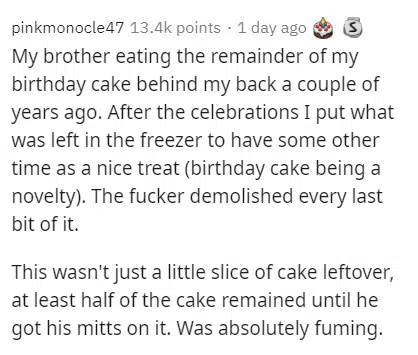 pinkmonocle47 13.4k points · 1 day ago
My brother eating the remainder of my
birthday cake behind my back a couple of
years ago. After the celebrations I put what
was left in the freezer to have some other
time as a nice treat (birthday cake being a
novelty). The fucker demolished every last
bit of it.
This wasn't just a little slice of cake leftover,
at least half of the cake remained until he
got his mitts on it. Was absolutely fuming.